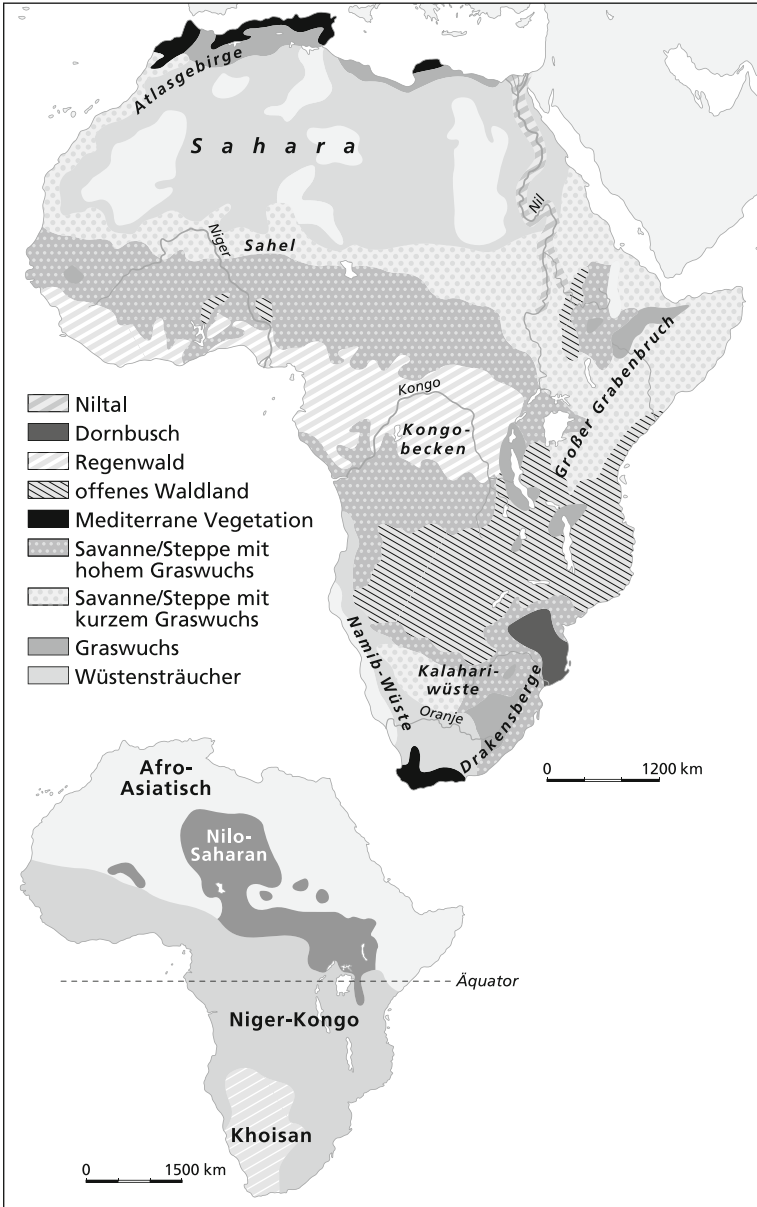 Atlasgebirge
Sahara
Nil
Niger
Sahel
Großer Grabenbruch
Kongo
Kongo-
becken
Niltal
Dornbusch
Regenwald
offenes Waldland
Mediterrane Vegetation
Savanne/Steppe mit
hohem Graswuchs
Savanne/Steppe mit
kurzem Graswuchs
Graswuchs
Wüstensträucher
Namib-Wüste
Kalahari-
wüste
Oranje
Drakensberge
0 1200 km
Afro-
Asiatisch
Nilo-
Saharan
Äquator
Niger-Kongo
Khoisan
0 1500 km